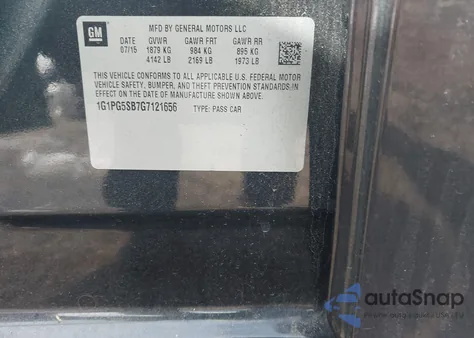 GM
MFD BY GENERAL MOTORS LLC
DATE GVWR GAWR FRT GAWR RR
07/15 1879 KG 984 KG 895 KG
4142 LB 2169 LB 1973 LB
THIS VEHICLE CONFORMS TO ALL APPLICABLE U.S. FEDERAL MOTOR
VEHICLE SAFETY, BUMPER, AND THEFT PREVENTION STANDARDS IN
EFFECT ON THE DATE OF MANUFACTURE SHOWN ABOVE.
1G1PG5SB7G7121656 TYPE: PASS CAR
autoSnap